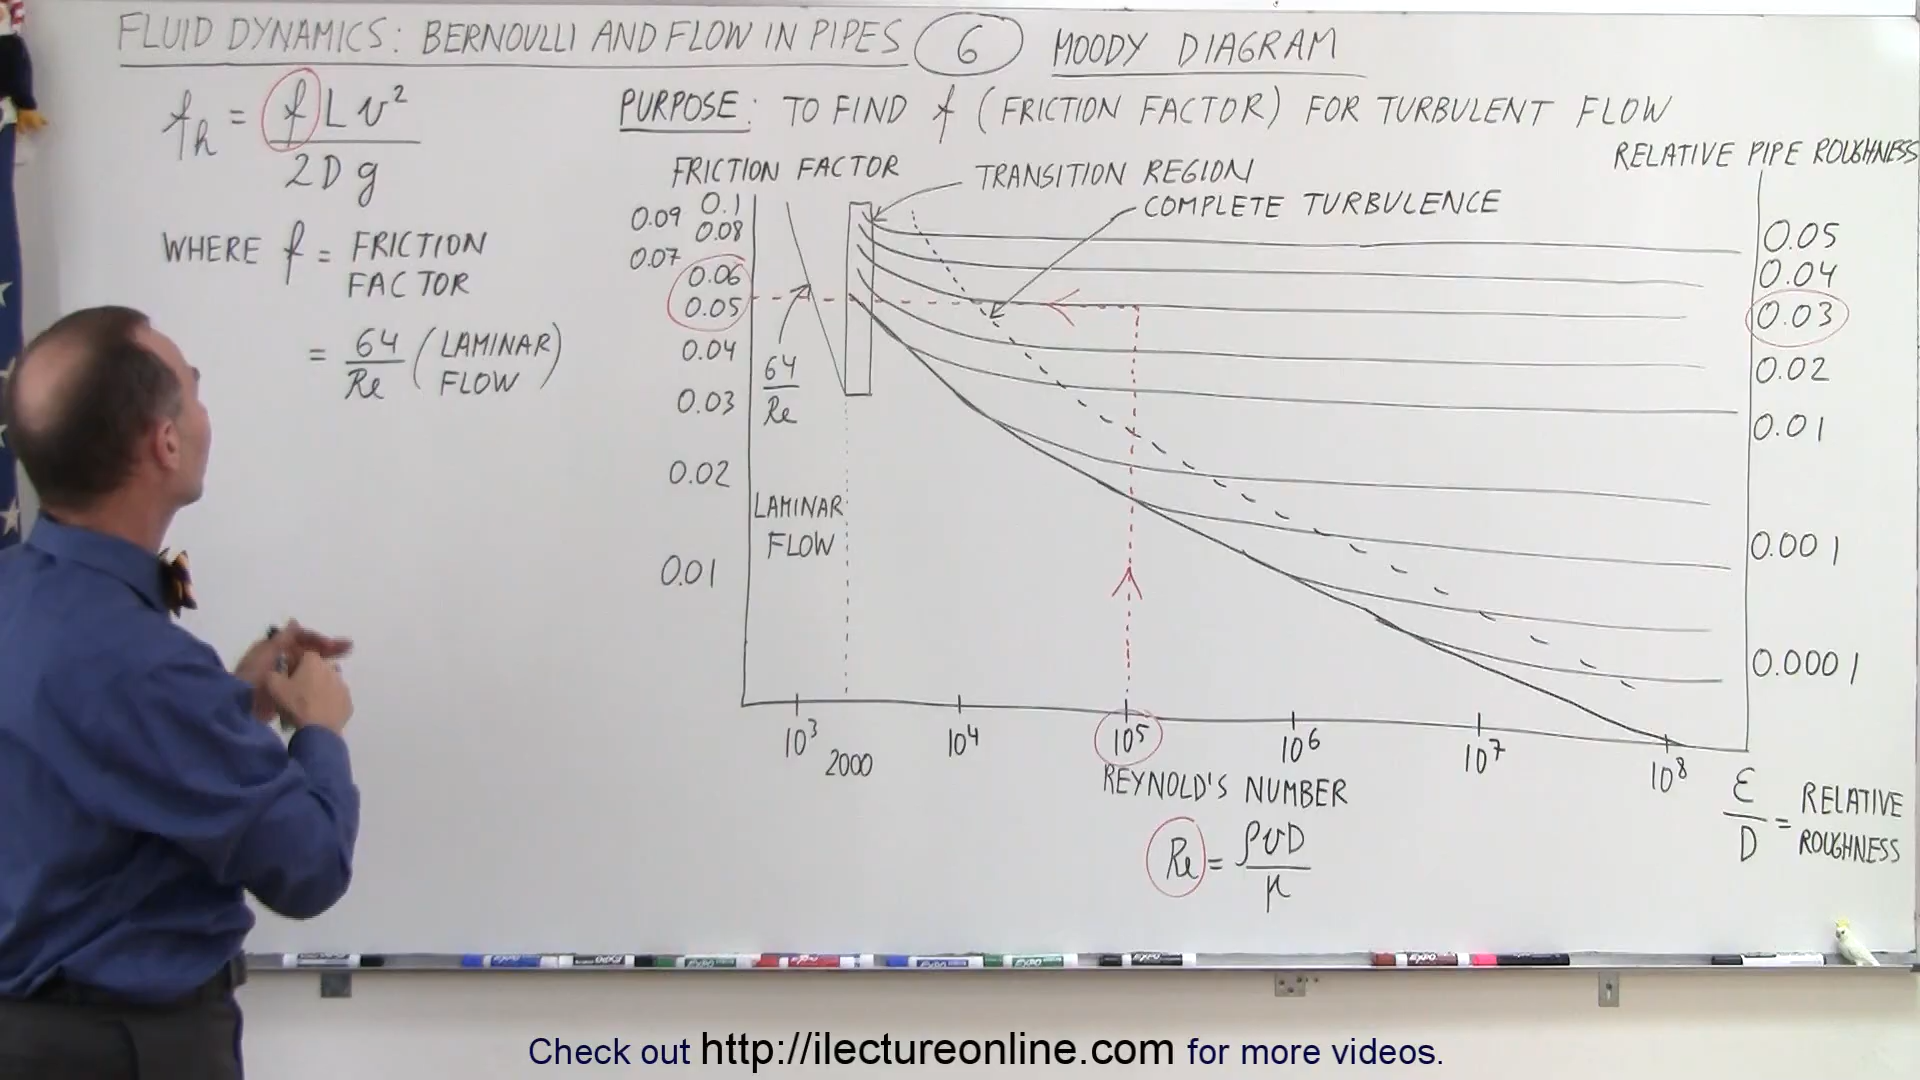 FLUID DYNAMICS: BERNOULLI AND FLOW IN PIPES 6 MOODY DIAGRAM
fh = f L v²
2 D g
PURPOSE: TO FIND f (FRICTION FACTOR) FOR TURBULENT FLOW
WHERE f = FRICTION
FACTOR
= 64/Re (LAMINAR
FLOW)
RELATIVE PIPE ROUGHNESS
FRICTION FACTOR
TRANSITION REGION
COMPLETE TURBULENCE
0.1
0.09
0.08
0.07
0.06
0.05
0.04
0.03
0.02
0.01
64
Re
LAMINAR
FLOW
0.05
0.04
0.03
0.02
0.01
0.001
0.0001
10³ 2000 10⁴ 10⁵ 10⁶ 10⁷ 10⁸
REYNOLD'S NUMBER
Re = ρvD
μ
ε/D = RELATIVE
ROUGHNESS
Check out http://ilectureonline.com for more videos.